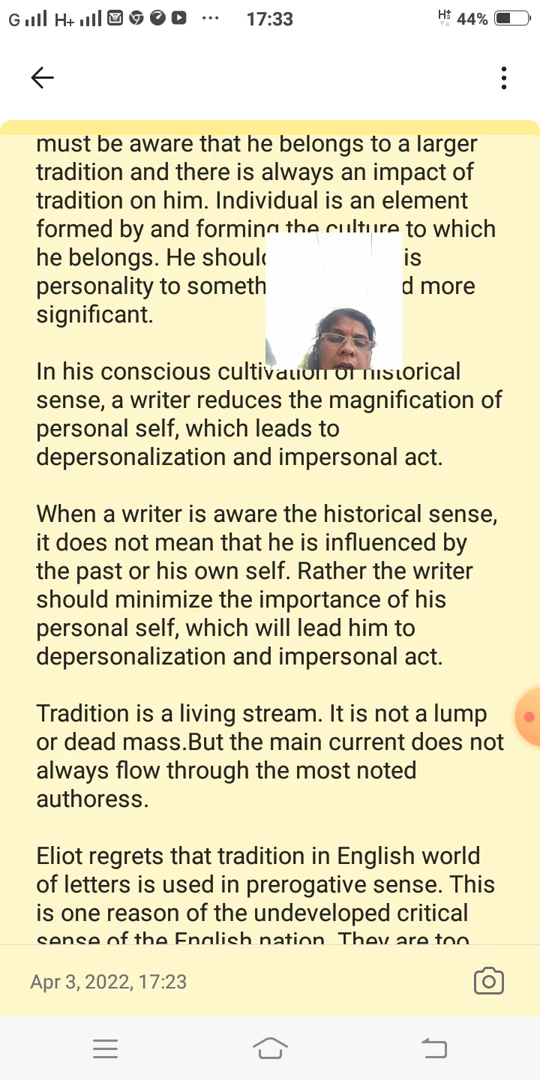 G H+ ... 17:33 44%
must be aware that he belongs to a larger
tradition and there is always an impact of
tradition on him. Individual is an element
formed by and forming the culture to which
he belongs. He is
personality to more
significant.
In his conscious cultivation of historical
sense, a writer reduces the magnification of
personal self, which leads to
depersonalization and impersonal act.
When a writer is aware the historical sense,
it does not mean that he is influenced by
the past or his own self. Rather the writer
should minimize the importance of his
personal self, which will lead him to
depersonalization and impersonal act.
Tradition is a living stream. It is not a lump
or dead mass.But the main current does not
always flow through the most noted
authoress.
Eliot regrets that tradition in English world
of letters is used in prerogative sense. This
is one reason of the undeveloped critical
sense of the English nation. They are too
Apr 3, 2022, 17:23